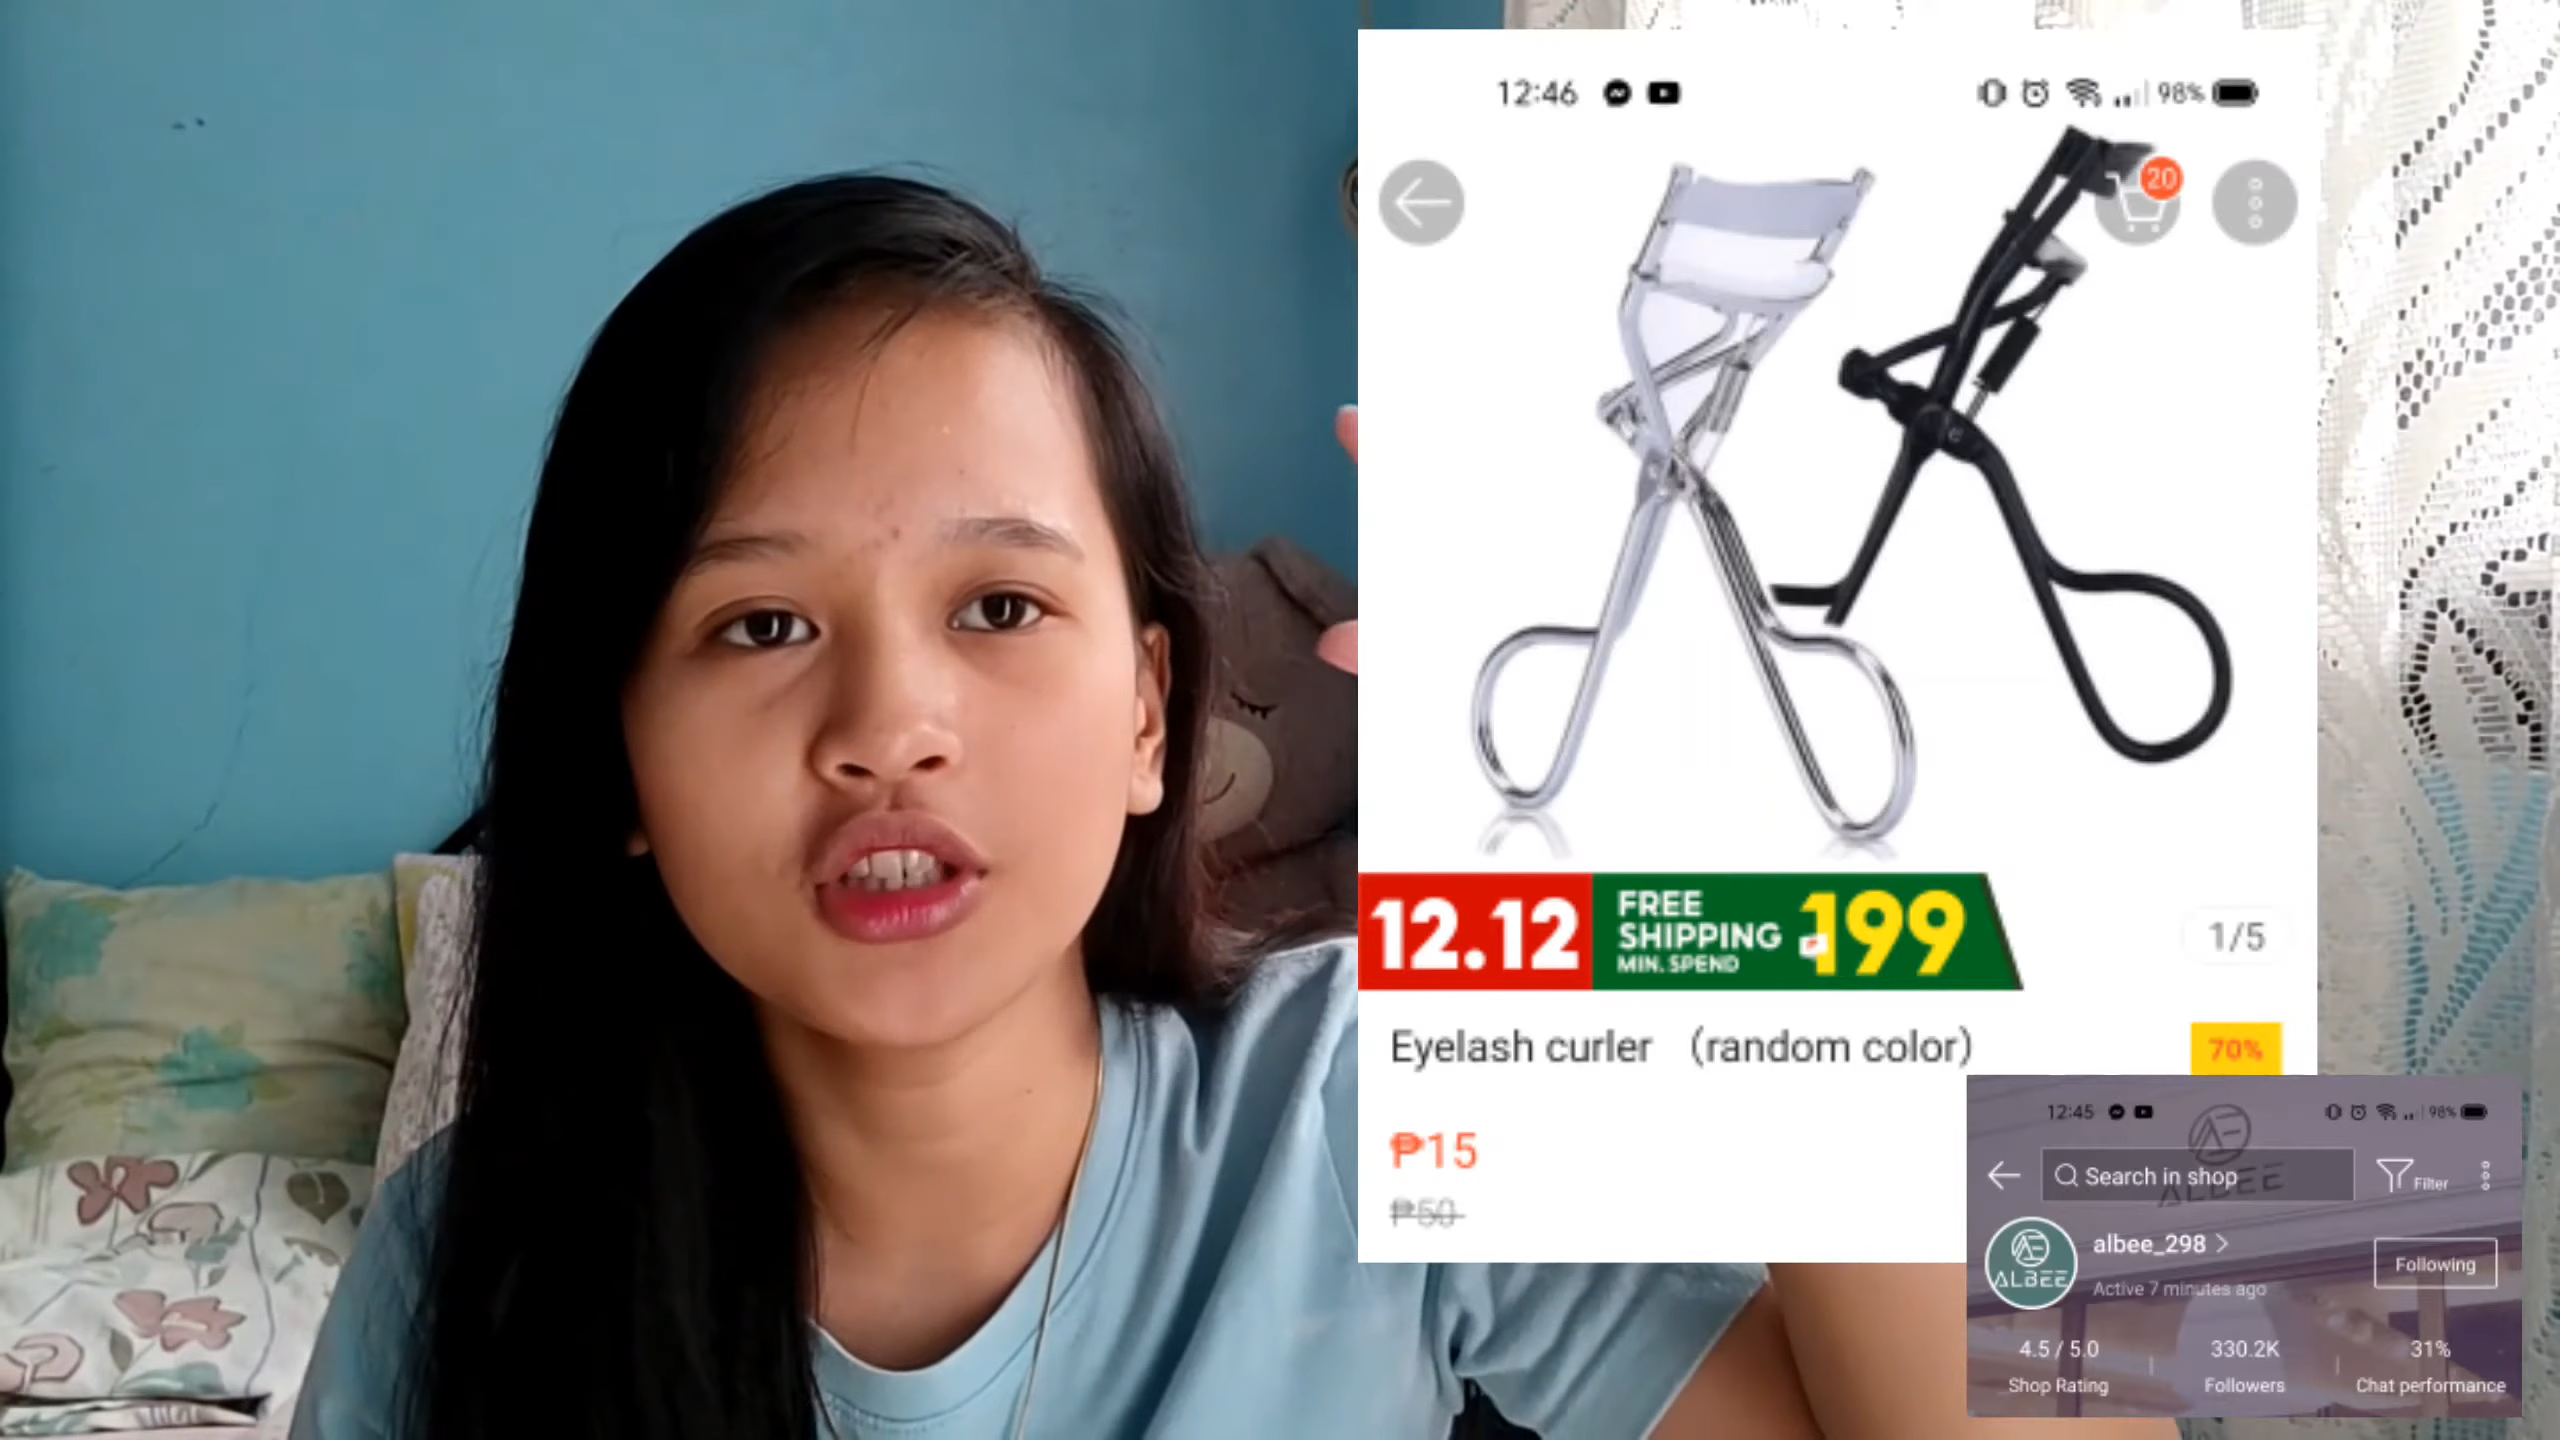 12:46
98%
20
12.12
FREE
SHIPPING
MIN. SPEND
₱199
1/5
Eyelash curler (random color)
70%
₱15
₱50
12:45
98%
Search in shop
Filter
ALBEE
albee_298 >
ALBEE
Following
Active 7 minutes ago
4.5 / 5.0
330.2K
31%
Shop Rating
Followers
Chat performance